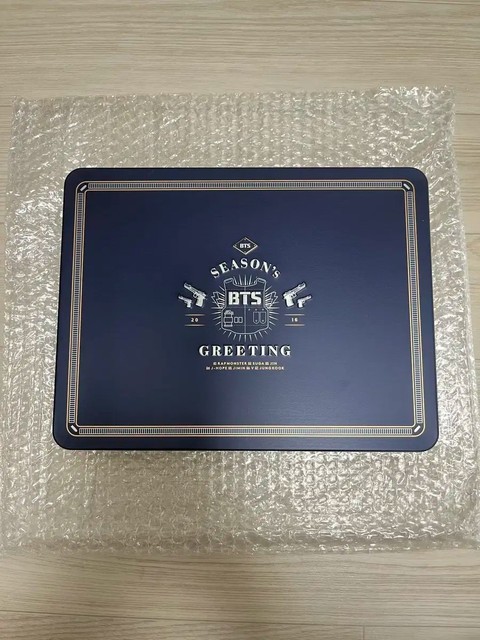 BTS
SEASON'S
BTS
20 16
GREETING
RAPMONSTER SUGA JIN
J-HOPE JIMIN V JUNGKOOK